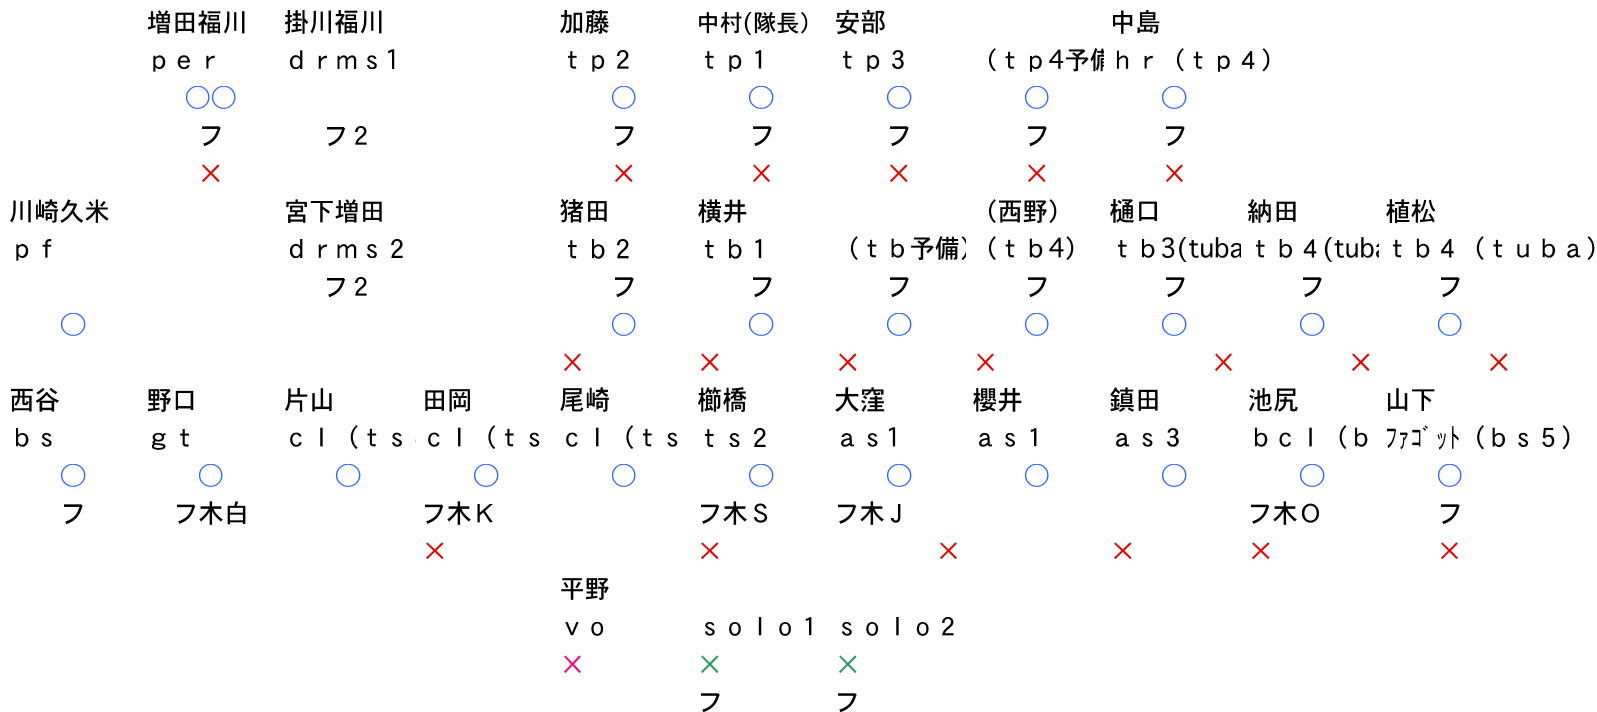 増田福川 掛川福川 加藤 中村(隊長） 安部 中島
ｐｅｒ ｄｒｍｓ１ ｔｐ２ ｔｐ１ ｔｐ３ （ｔｐ４予備 ｈｒ（ｔｐ４）
○○ ○ ○ ○ ○ ○
フ フ２ フ フ フ フ フ
× × × × × ×
川崎久米 宮下増田 猪田 横井 （西野） 樋口 納田 植松
ｐｆ ｄｒｍｓ２ ｔｂ２ ｔｂ１ （ｔｂ予備） （ｔｂ４） ｔｂ３(tuba ｔｂ４(tuba ｔｂ４（ｔｕｂａ）
フ２ フ フ フ フ フ フ フ
○ ○ ○ ○ ○ ○ ○ ○
× × × × × × ×
西谷 野口 片山 田岡 尾崎 櫛橋 大窪 櫻井 鎮田 池尻 山下
ｂｓ ｇｔ ｃｌ（ｔｓ ｃｌ（ｔｓ ｃｌ（ｔｓ ｔｓ２ ａｓ１ ａｓ１ ａｓ３ ｂｃｌ（ｂ ﾌｧｺﾞｯﾄ（ｂｓ５）
○ ○ ○ ○ ○ ○ ○ ○ ○ ○ ○
フ フ木白 フ木Ｋ フ木Ｓ フ木Ｊ フ木Ｏ フ
× × × × × ×
平野
ｖｏ ｓｏｌｏ１ ｓｏｌｏ２
× × ×
フ フ